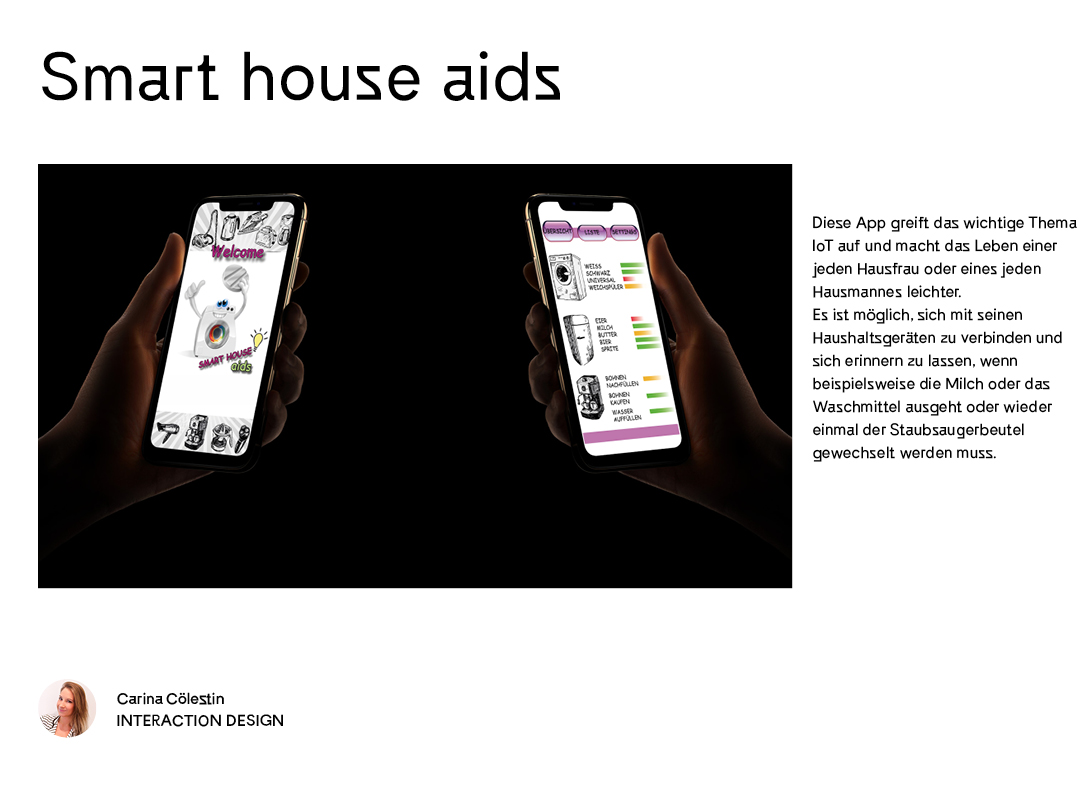 Smart house aids
Welcome
SMART HOUSE
aids
ÜBERSICHT LISTE SETTINGS
WEISS
SCHWARZ
UNIVERSAL
WEICHSPÜLER
EIER
MILCH
BUTTER
BIER
SPRITE
BOHNEN
NACHFÜLLEN
BOHNEN
KAUFEN
WASSER
AUFFÜLLEN
Diese App greift das wichtige Thema
IoT auf und macht das Leben einer
jeden Hausfrau oder eines jeden
Hausmannes leichter.
Es ist möglich, sich mit seinen
Haushaltsgeräten zu verbinden und
sich erinnern zu lassen, wenn
beispielsweise die Milch oder das
Waschmittel ausgeht oder wieder
einmal der Staubsaugerbeutel
gewechselt werden muss.
Carina Cölestin
INTERACTION DESIGN